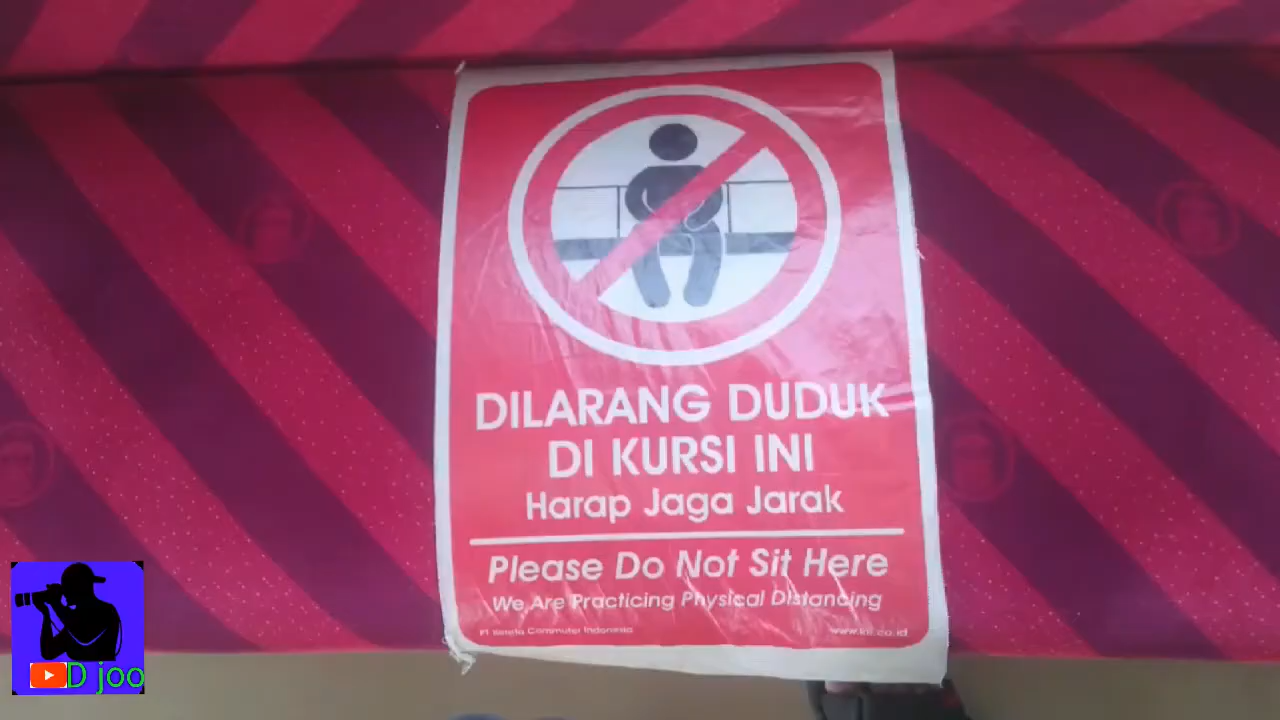 DILARANG DUDUK
DI KURSI INI
Harap Jaga Jarak
Please Do Not Sit Here
We Are Practicing Physical Distancing
PT Kereta Commuter Indonesia
www.krl.co.id
D joo